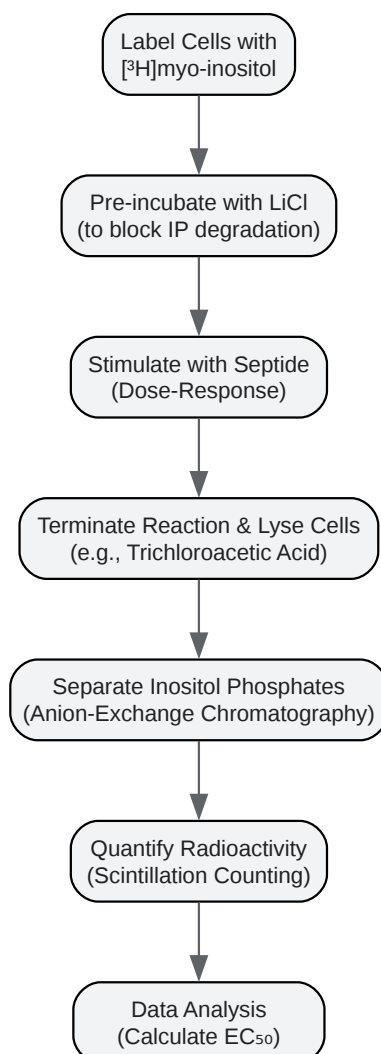 Label Cells with
[³H]myo-inositol
Pre-incubate with LiCl
(to block IP degradation)
Stimulate with Septide
(Dose-Response)
Terminate Reaction & Lyse Cells
(e.g., Trichloroacetic Acid)
Separate Inositol Phosphates
(Anion-Exchange Chromatography)
Quantify Radioactivity
(Scintillation Counting)
Data Analysis
(Calculate EC₅₀)